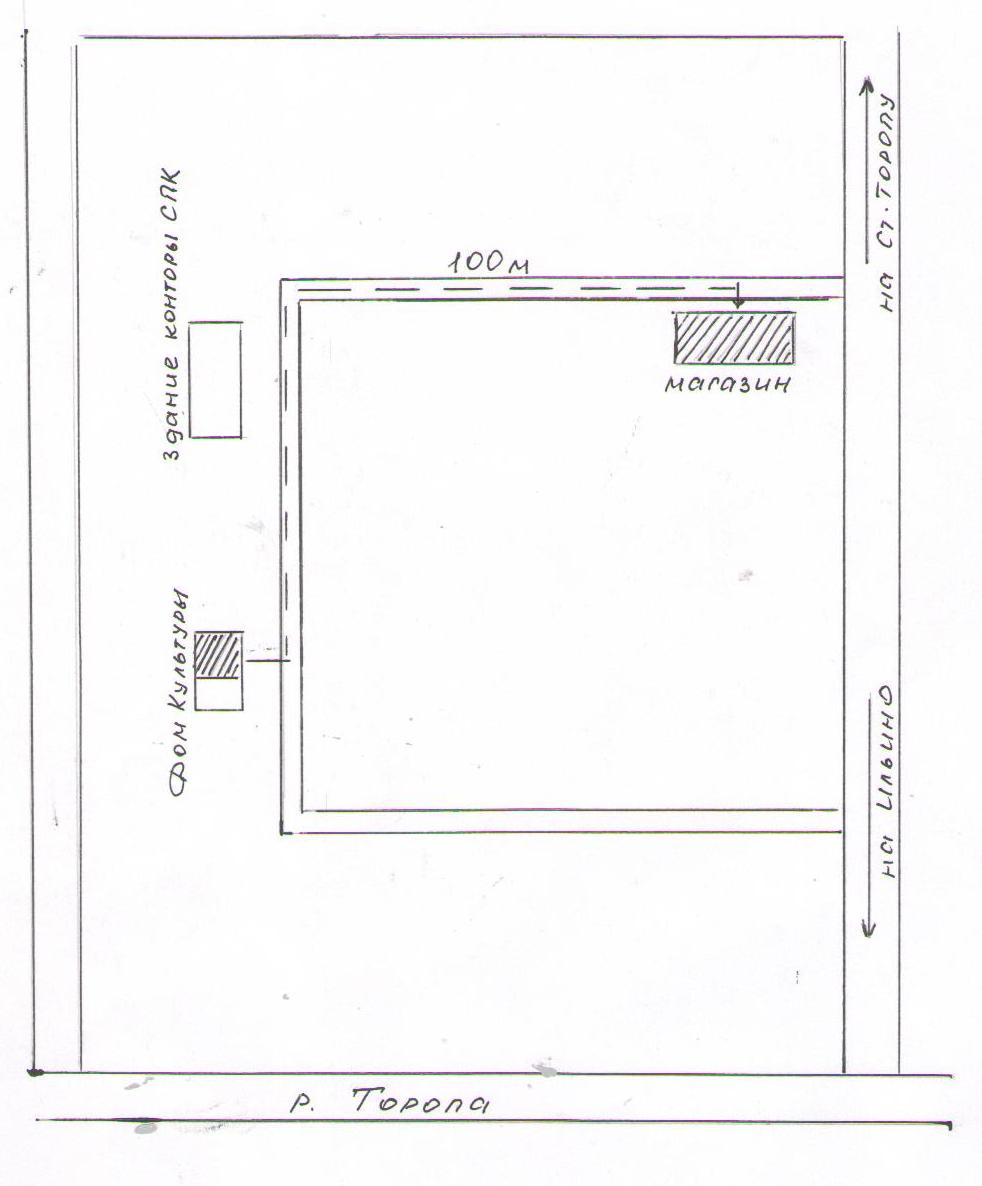 на Ст. Торопу
Здание конторы СПК
100м
магазин
Дом Культуры
на Ильино
р. Торопа